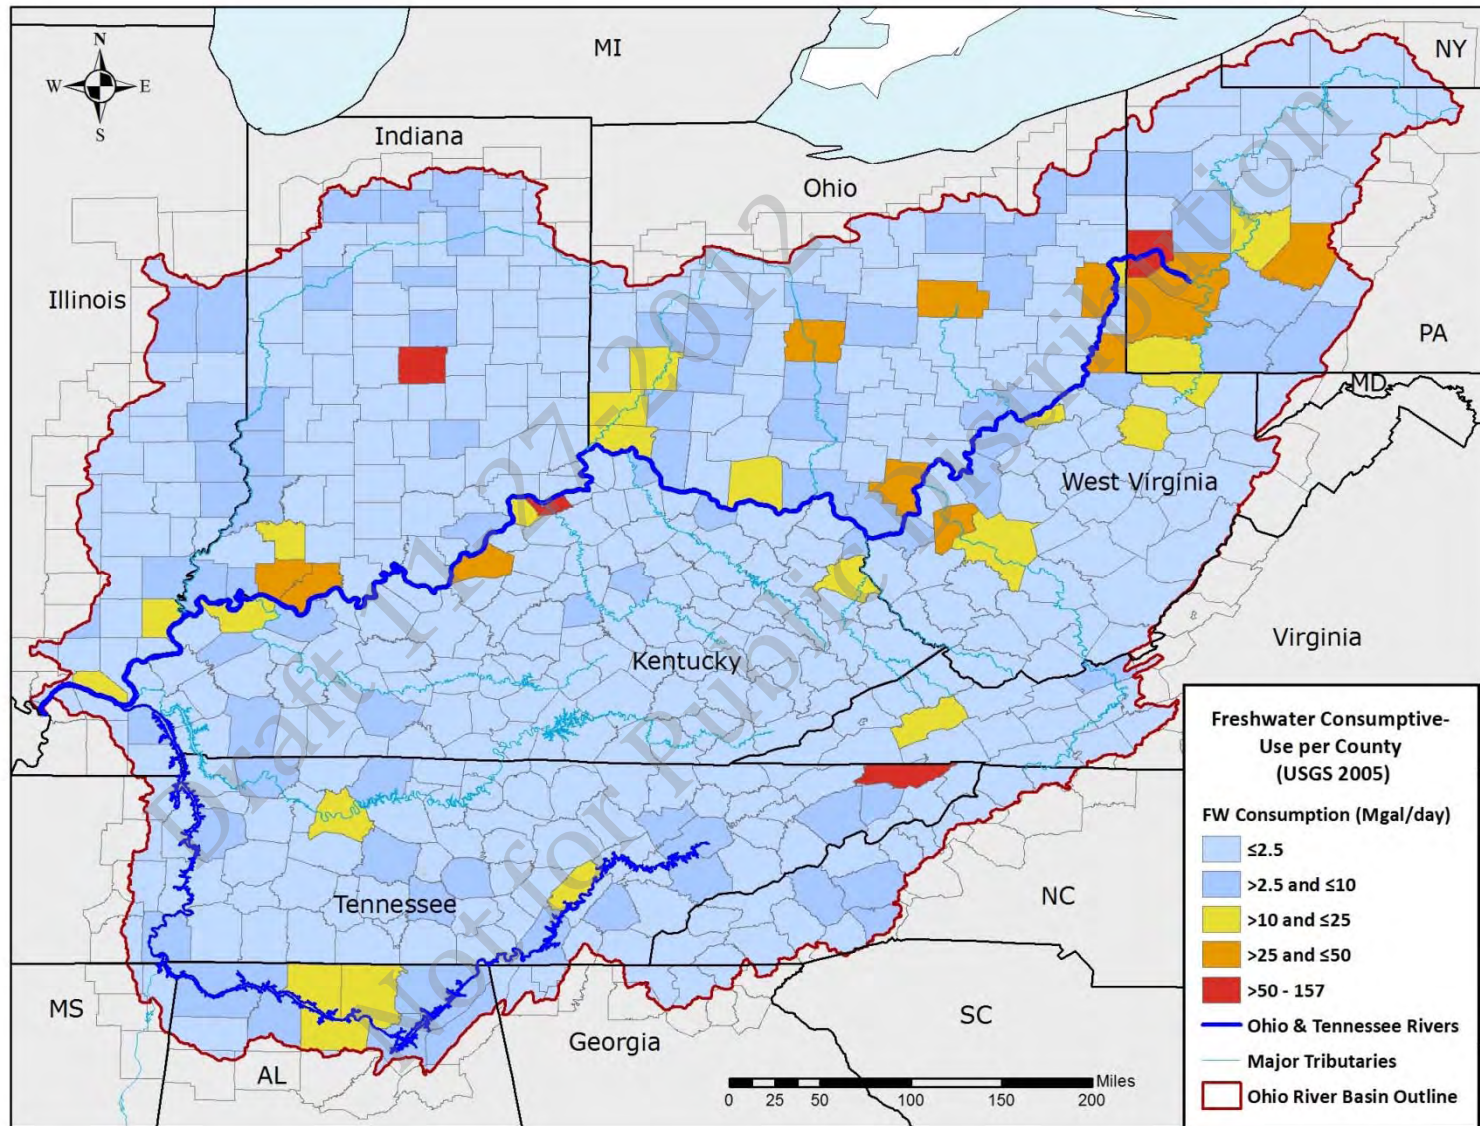 MI
NY
N
W
E
S
Indiana
Ohio
Illinois
PA
MD
West Virginia
Virginia
Kentucky
Tennessee
NC
MS
SC
Georgia
AL
Draft 11-27-2012
Not for Public Distribution
Freshwater Consumptive-
Use per County
(USGS 2005)
FW Consumption (Mgal/day)
≤2.5
>2.5 and ≤10
>10 and ≤25
>25 and ≤50
>50 - 157
Ohio & Tennessee Rivers
Major Tributaries
Ohio River Basin Outline
Miles
0 25 50 100 150 200